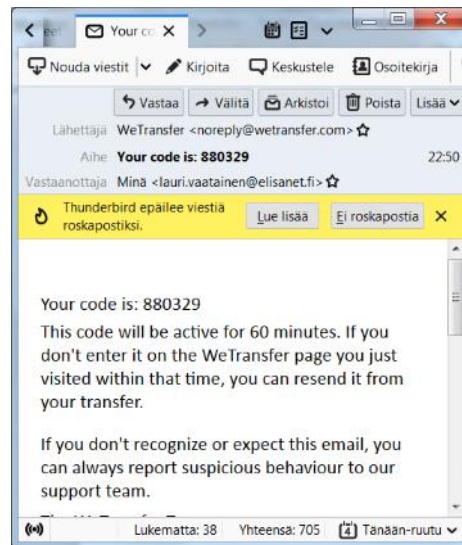 Your co
Nouda viestit Kirjoita Keskustele Osoitekirja
Vastaa Välitä Arkistoi Poista Lisää
Lähettäjä WeTransfer <noreply@wetransfer.com>
Aihe Your code is: 880329 22:50
Vastaanottaja Minä <lauri.vaatainen@elisanet.fi>
Thunderbird epäilee viestiä
roskapostiksi. Lue lisää Ei roskapostia
Your code is: 880329
This code will be active for 60 minutes. If you
don't enter it on the WeTransfer page you just
visited within that time, you can resend it from
your transfer.
If you don't recognize or expect this email, you
can always report suspicious behaviour to our
support team.
Lukematta: 38 Yhteensä: 705 4 Tänään-ruutu